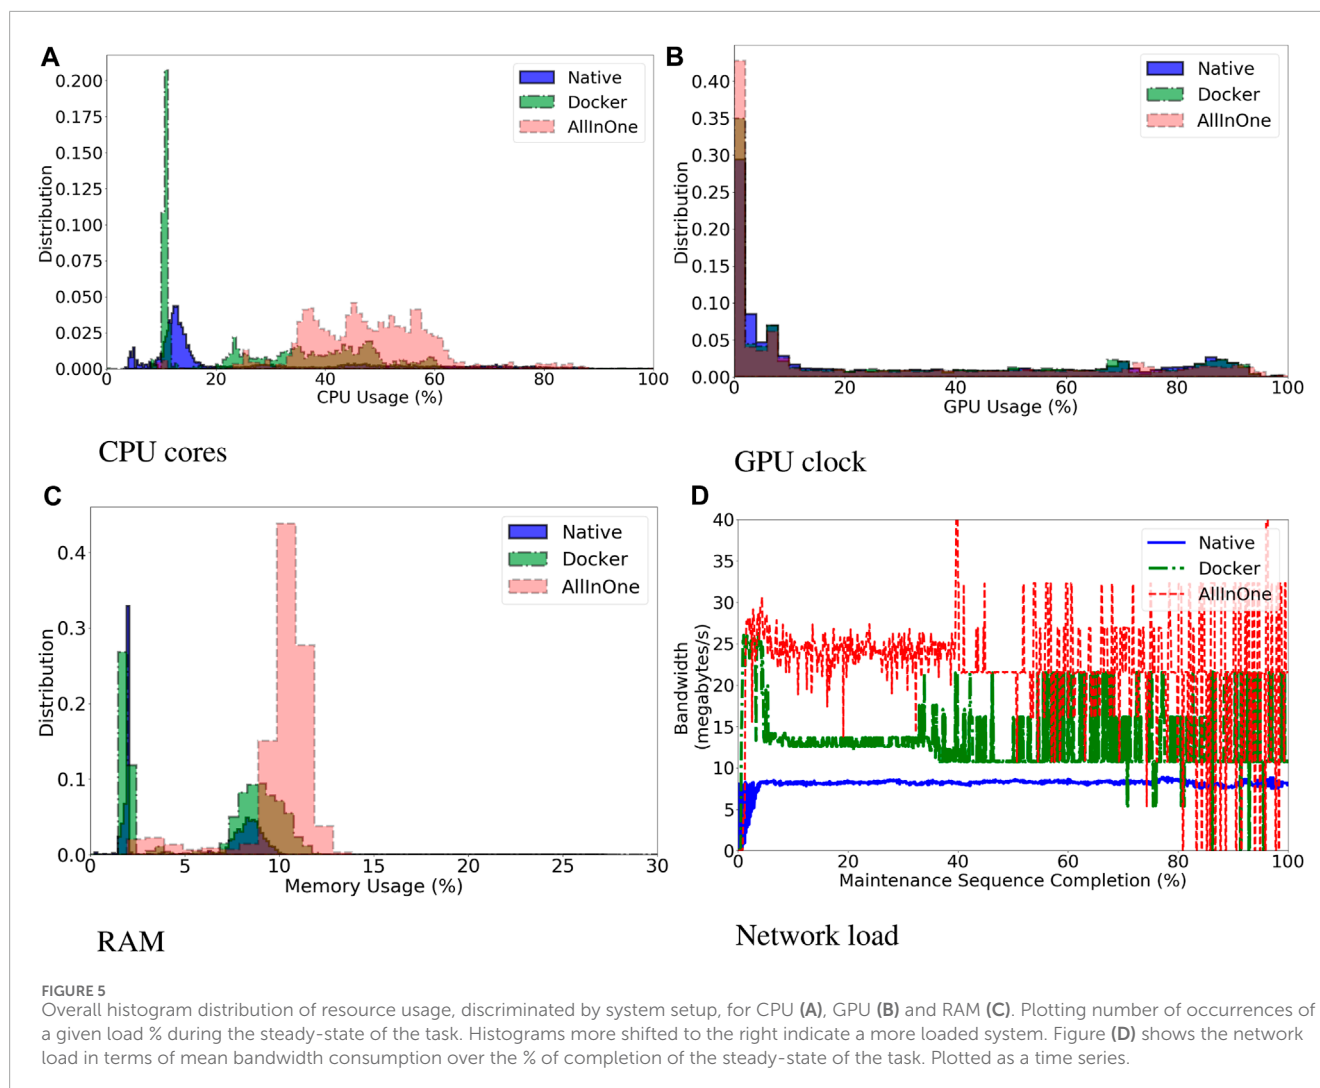 A
0.200
0.175
0.150
0.125
0.100
0.075
0.050
0.025
0.000
Distribution
0 20 40 60 80 100
CPU Usage (%)
Native
Docker
AllInOne
CPU cores
B
0.40
0.35
0.30
0.25
0.20
0.15
0.10
0.05
0.00
Distribution
0 20 40 60 80 100
GPU Usage (%)
Native
Docker
AllInOne
GPU clock
C
0.4
0.3
0.2
0.1
0.0
Distribution
0 5 10 15 20 25 30
Memory Usage (%)
Native
Docker
AllInOne
RAM
D
40
35
30
25
20
15
10
5
0
Bandwidth
(megabytes/s)
0 20 40 60 80 100
Maintenance Sequence Completion (%)
Native
Docker
AllInOne
Network load
FIGURE 5
Overall histogram distribution of resource usage, discriminated by system setup, for CPU (A), GPU (B) and RAM (C). Plotting number of occurrences of
a given load % during the steady-state of the task. Histograms more shifted to the right indicate a more loaded system. Figure (D) shows the network
load in terms of mean bandwidth consumption over the % of completion of the steady-state of the task. Plotted as a time series.